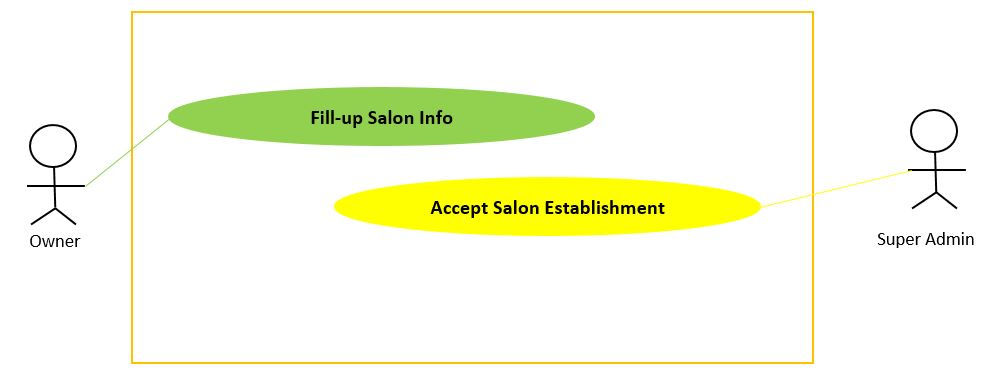 Fill-up Salon Info
Accept Salon Establishment
Owner
Super Admin